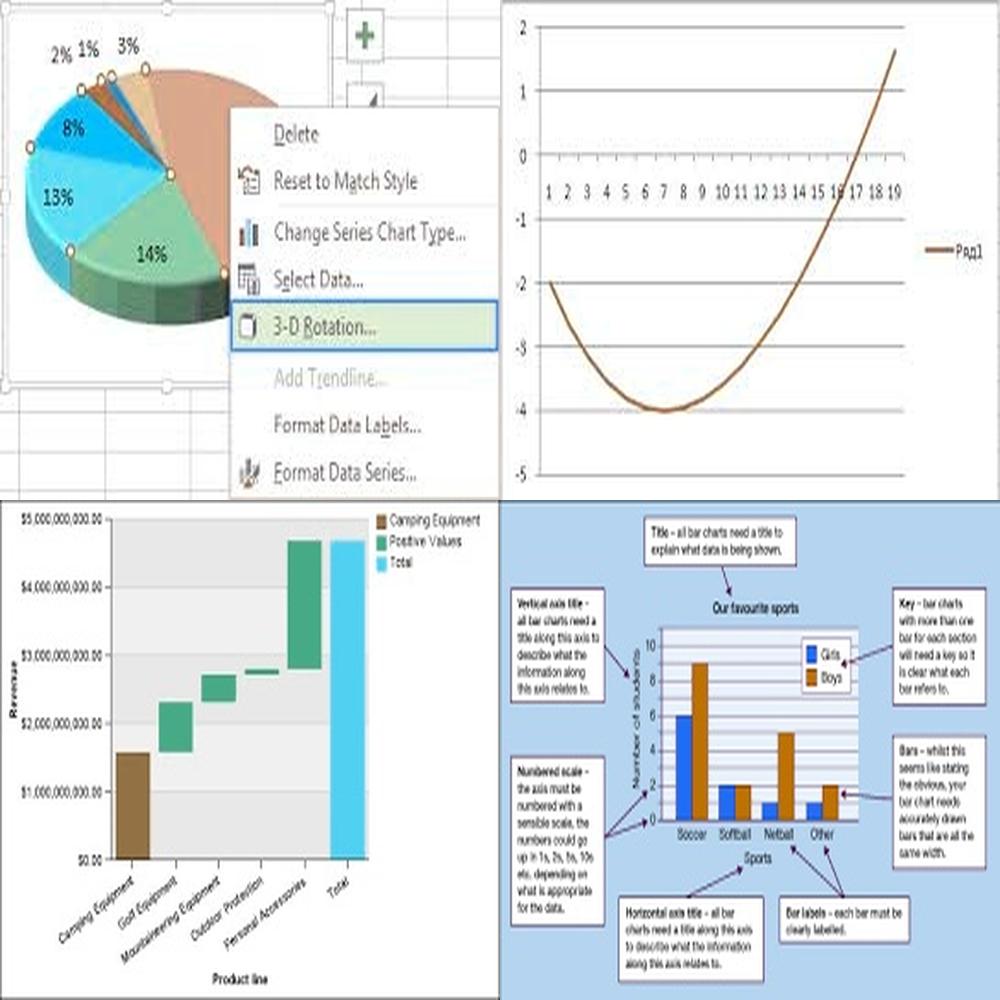 2% 1% 3%
8%
13%
14%
Delete
Reset to Match Style
Change Series Chart Type...
Select Data...
3-D Rotation...
Add Trendline...
Format Data Labels...
Format Data Series...
2
1
0
1 2 3 4 5 6 7 8 9 10 11 12 13 14 15 16 17 18 19
-1
-2
-3
-4
-5
Ряд1
$5,000,000,000.00
$4,000,000,000.00
$3,000,000,000.00
$2,000,000,000.00
$1,000,000,000.00
$0.00
Revenue
Camping Equipment
Positive Values
Total
Camping Equipment
Golf Equipment
Mountaineering Equipment
Outdoor Protection
Personal Accessories
Total
Product line
Title – all bar charts need a title to
explain what data is being shown.
Vertical axis title –
all bar charts need a
title along this axis to
describe what the
information along
this axis relates to.
Our favourite sports
Key – bar charts
with more than one
bar for each section
will need a key so it
is clear what each
bar refers to.
Number of students
10
8
6
4
2
0
Girls
Boys
Soccer Softball Netball Other
Sports
Numbered scale –
the axis must be
numbered with a
sensible scale, the
numbers could go
up in 1s, 2s, 5s, 10s
etc. depending on
what is appropriate
for the data.
Bars – whilst this
seems like stating
the obvious, your
bar chart needs
accurately drawn
bars that are all the
same width.
Horizontal axis title – all bar
charts need a title along this axis
to describe what the information
along this axis relates to.
Bar labels – each bar must be
clearly labelled.